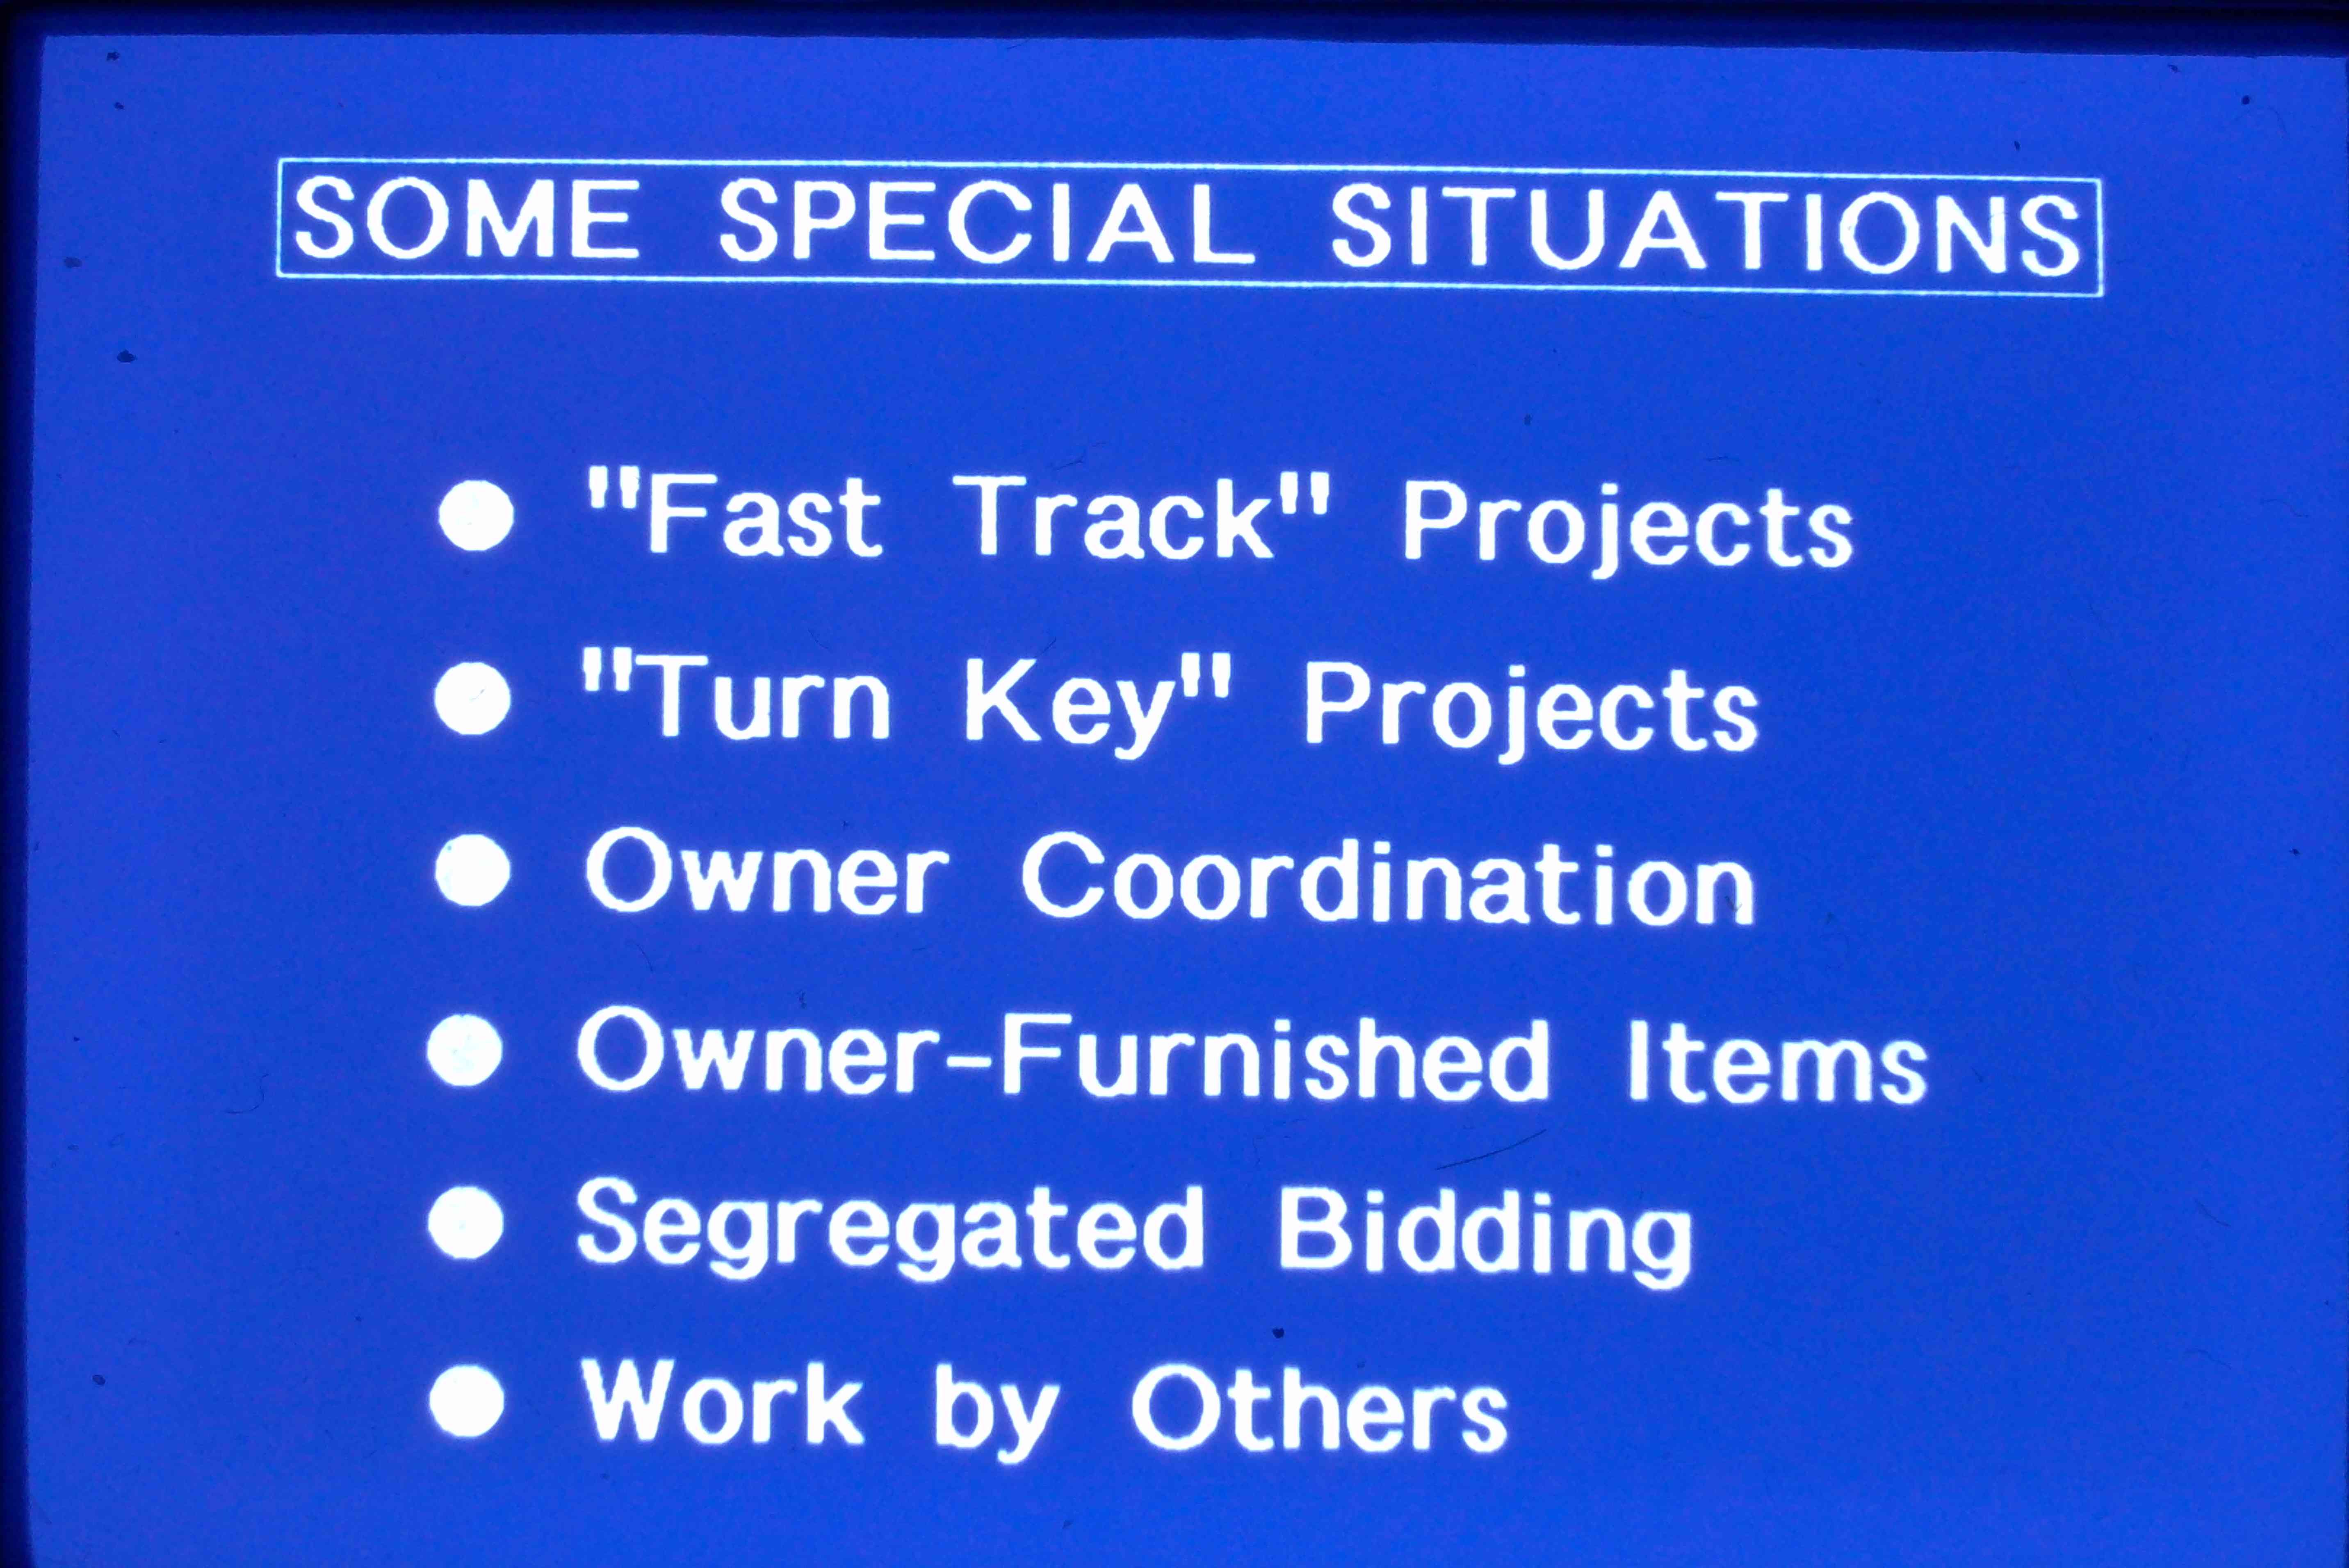 SOME SPECIAL SITUATIONS
● "Fast Track" Projects
● "Turn Key" Projects
● Owner Coordination
● Owner-Furnished Items
● Segregated Bidding
● Work by Others